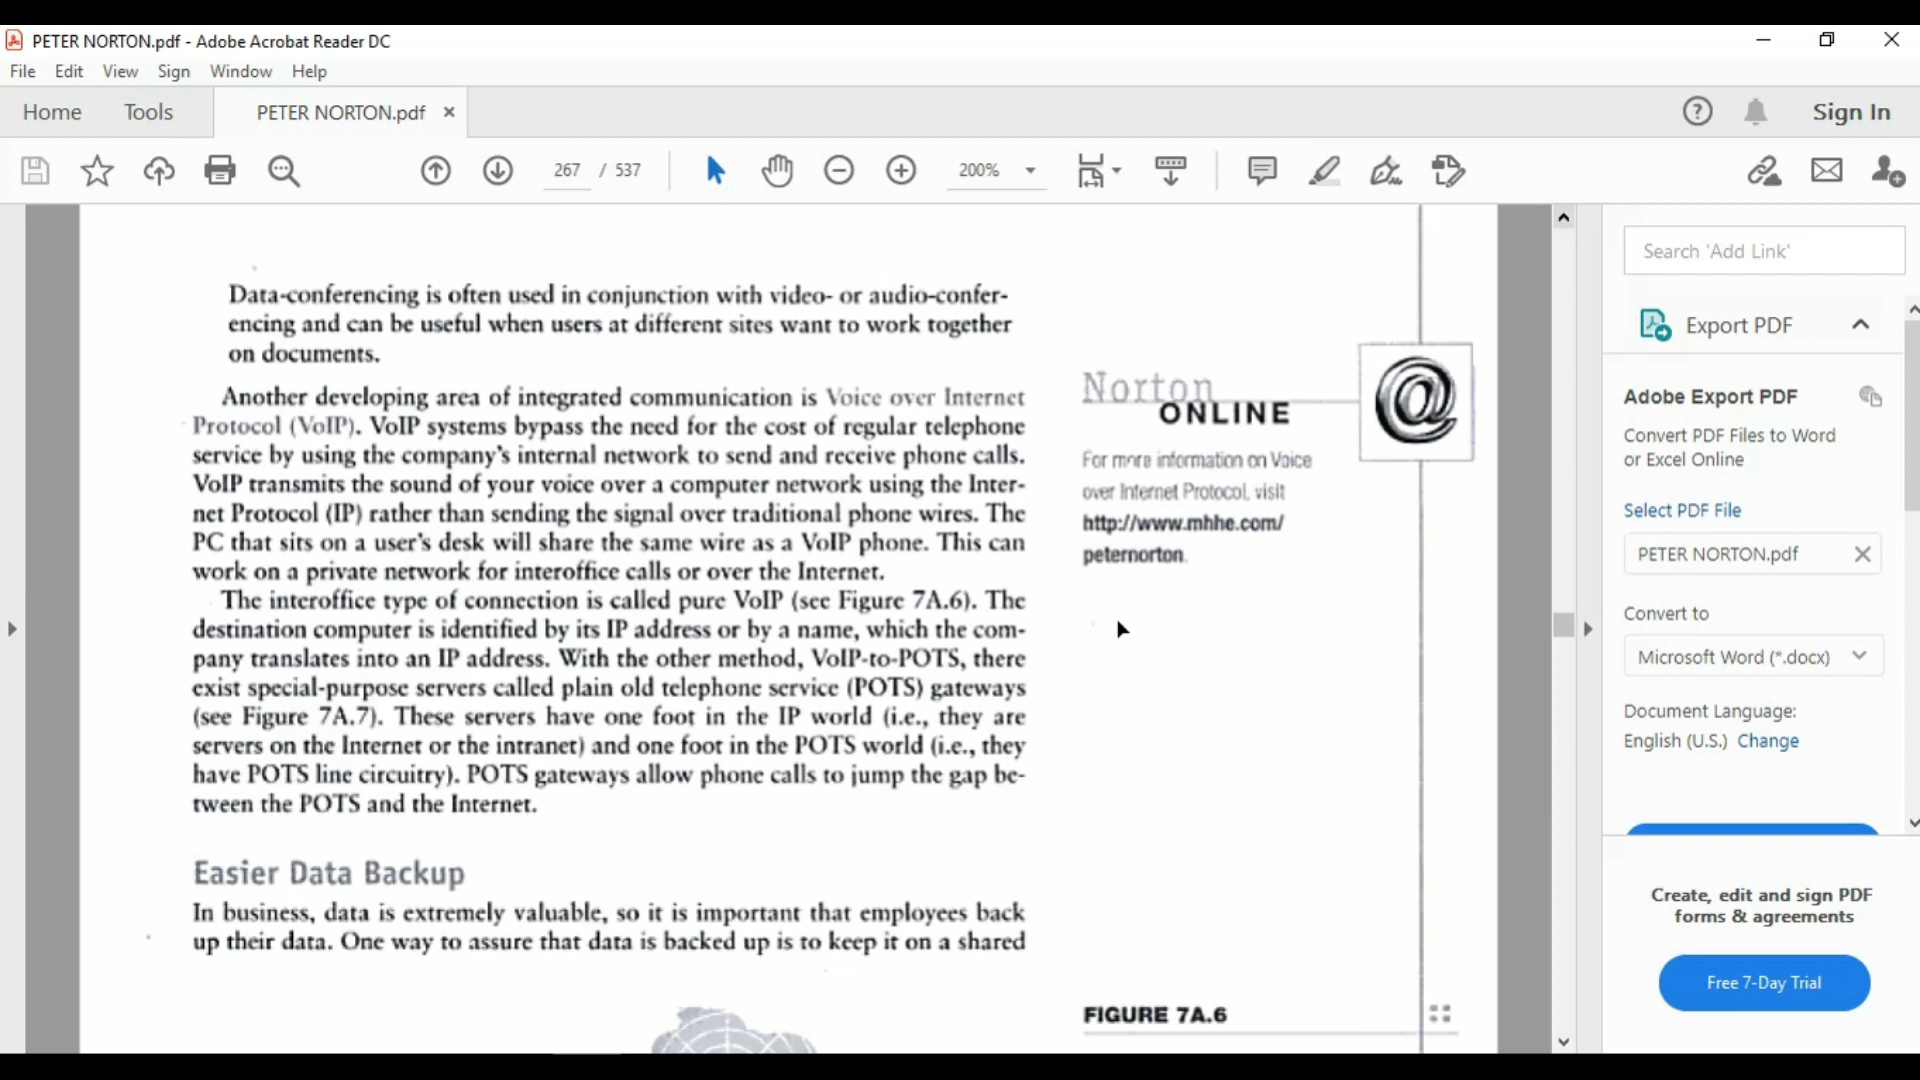 PETER NORTON.pdf - Adobe Acrobat Reader DC
File Edit View Sign Window Help
Home Tools PETER NORTON.pdf × Sign In
267 / 537 200%
Data-conferencing is often used in conjunction with video- or audio-confer-
encing and can be useful when users at different sites want to work together
on documents.
Another developing area of integrated communication is Voice over Internet
Protocol (VoIP). VoIP systems bypass the need for the cost of regular telephone
service by using the company's internal network to send and receive phone calls.
VoIP transmits the sound of your voice over a computer network using the Inter-
net Protocol (IP) rather than sending the signal over traditional phone wires. The
PC that sits on a user's desk will share the same wire as a VoIP phone. This can
work on a private network for interoffice calls or over the Internet.
The interoffice type of connection is called pure VoIP (see Figure 7A.6). The
destination computer is identified by its IP address or by a name, which the com-
pany translates into an IP address. With the other method, VoIP-to-POTS, there
exist special-purpose servers called plain old telephone service (POTS) gateways
(see Figure 7A.7). These servers have one foot in the IP world (i.e., they are
servers on the Internet or the intranet) and one foot in the POTS world (i.e., they
have POTS line circuitry). POTS gateways allow phone calls to jump the gap be-
tween the POTS and the Internet.
Easier Data Backup
In business, data is extremely valuable, so it is important that employees back
up their data. One way to assure that data is backed up is to keep it on a shared
Norton
ONLINE
@
For more information on Voice
over Internet Protocol, visit
http://www.mhhe.com/
peternorton.
FIGURE 7A.6
Search 'Add Link'
Export PDF
Adobe Export PDF
Convert PDF Files to Word
or Excel Online
Select PDF File
PETER NORTON.pdf
Convert to
Microsoft Word (*.docx)
Document Language:
English (U.S.) Change
Create, edit and sign PDF
forms & agreements
Free 7-Day Trial